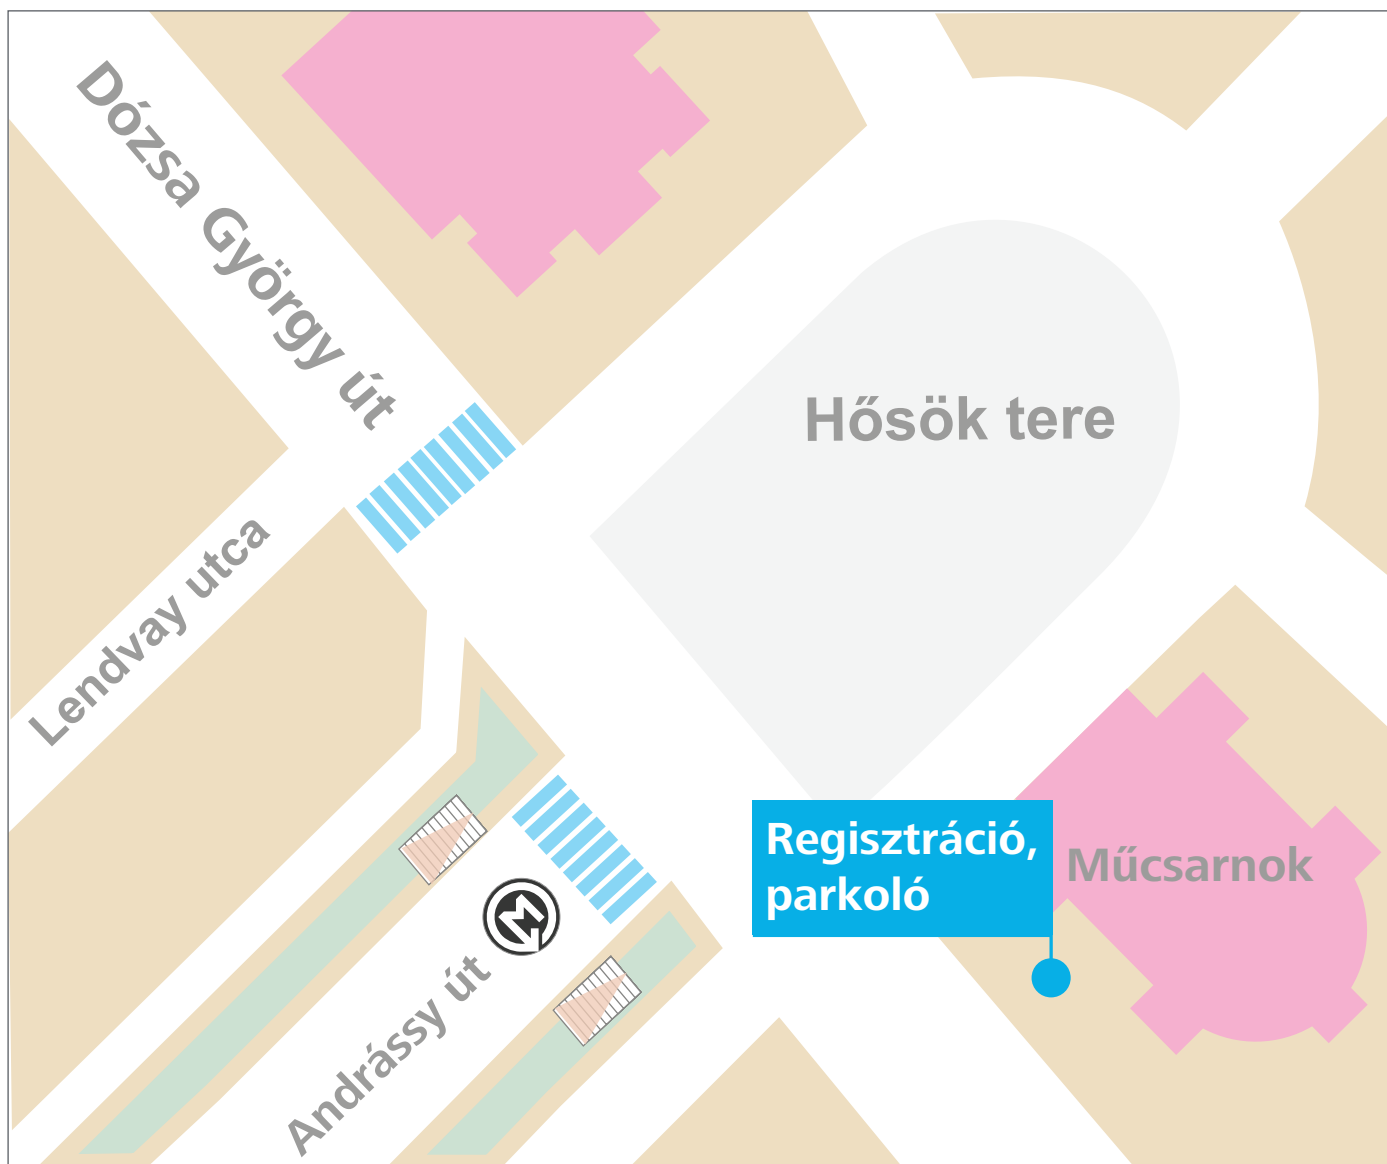 Dózsa György út
Hősök tere
Lendvay utca
Regisztráció,
parkoló
Műcsarnok
M
Andrássy út